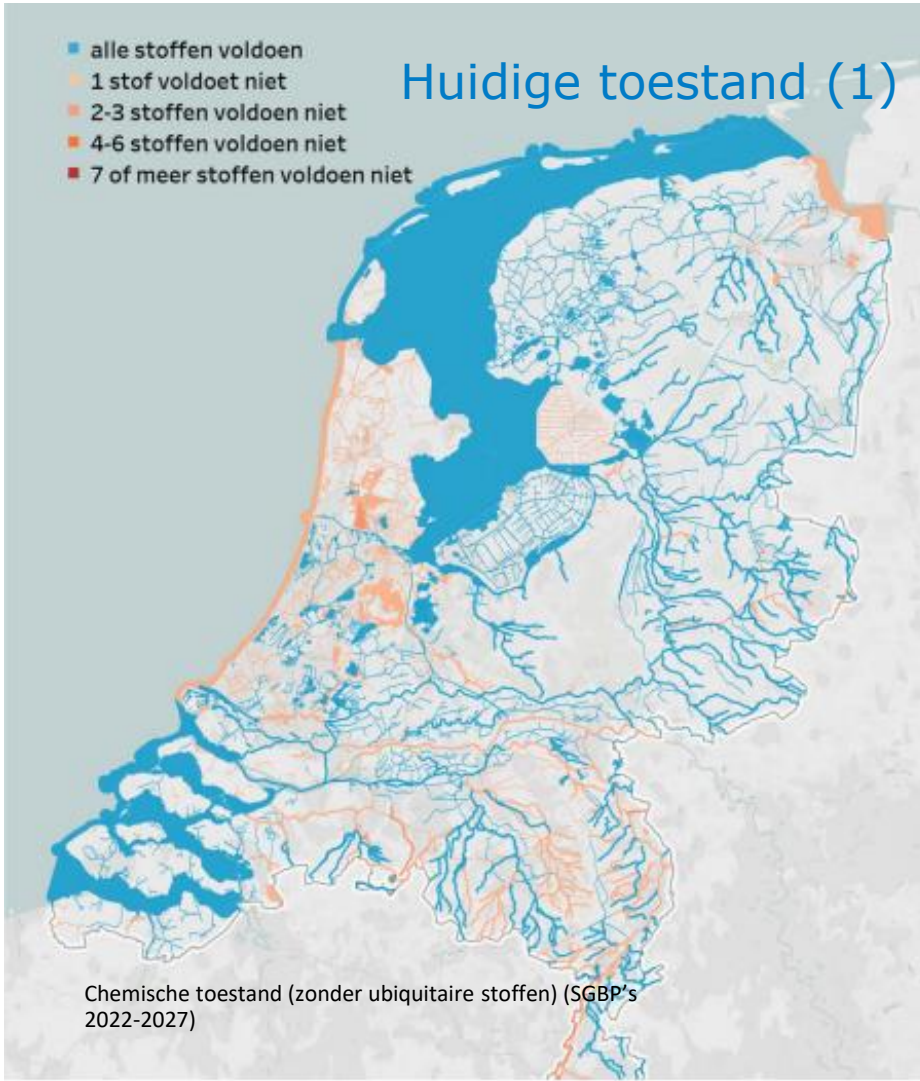 Huidige toestand (1)
alle stoffen voldoen
1 stof voldoet niet
2-3 stoffen voldoen niet
4-6 stoffen voldoen niet
7 of meer stoffen voldoen niet
Chemische toestand (zonder ubiquitaire stoffen) (SGBP's
2022-2027)